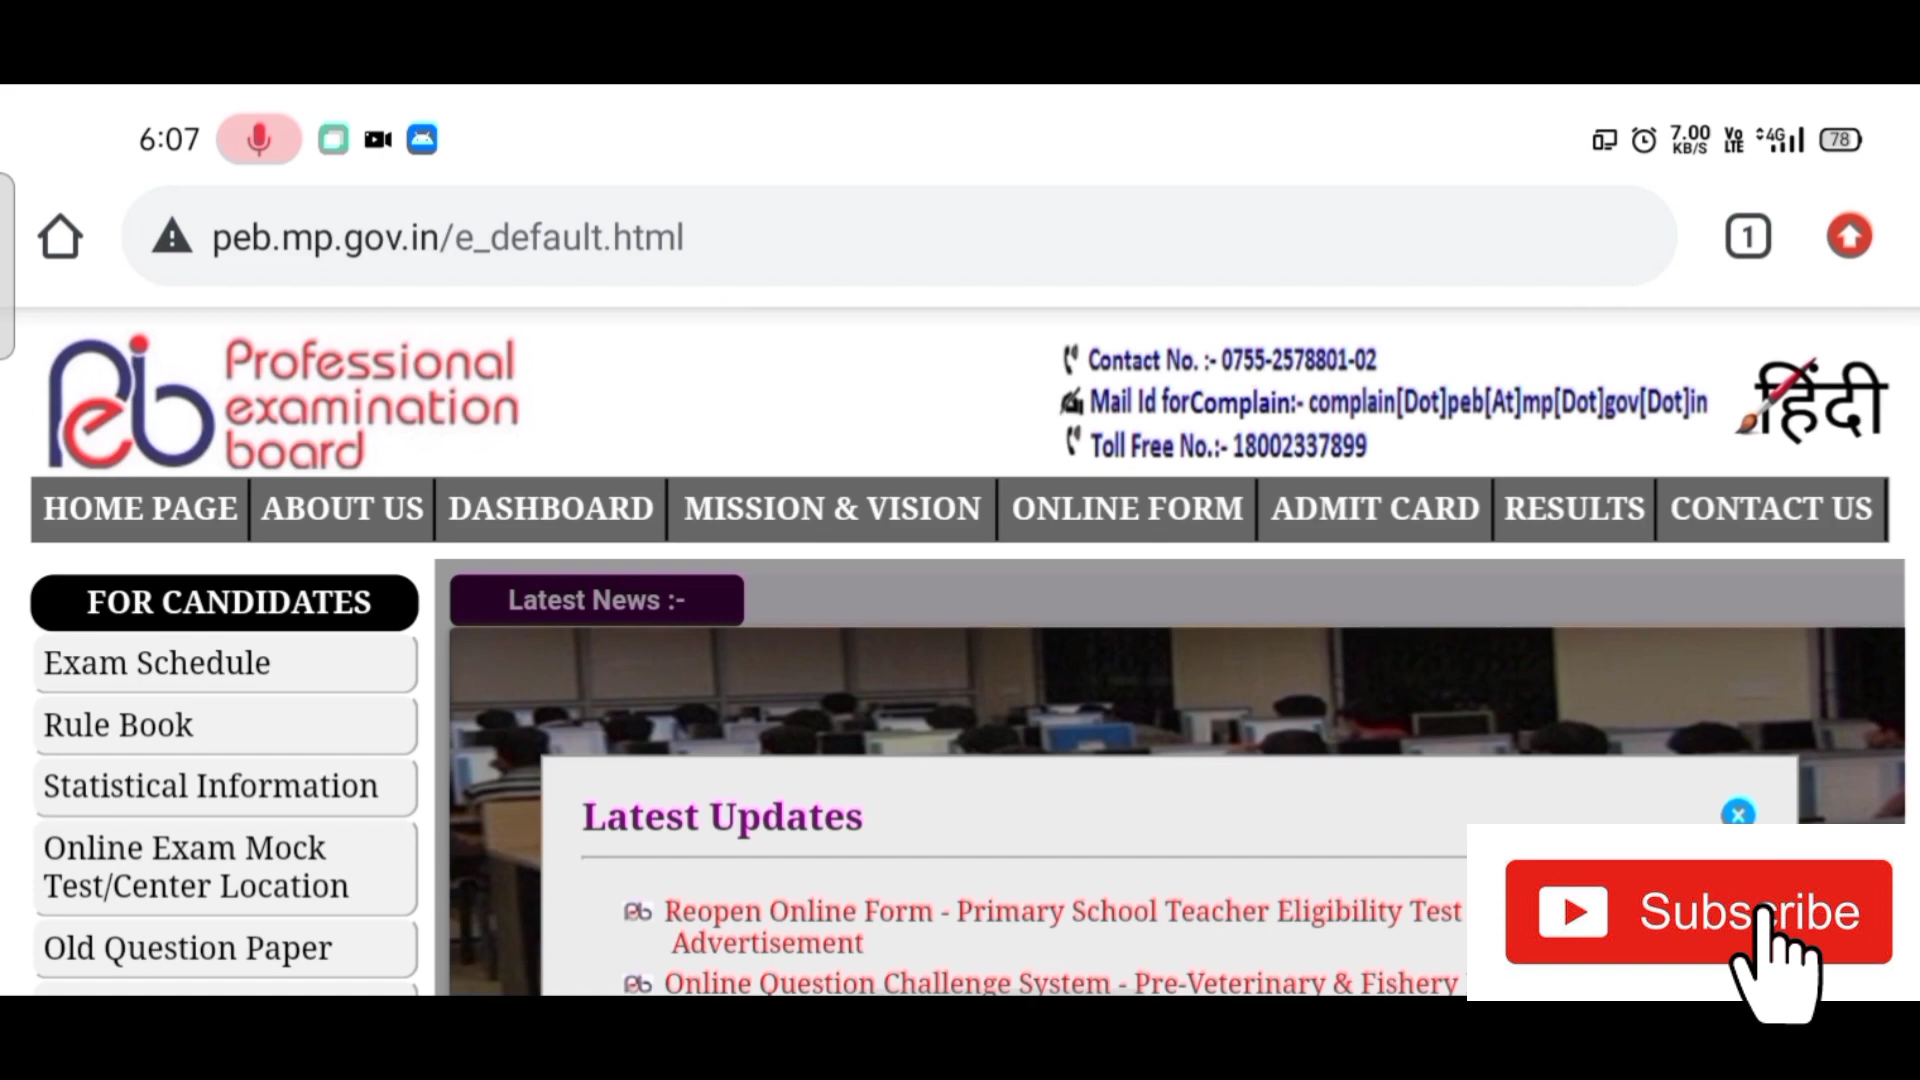 6:07
7.00
KB/S
Vo
LTE
4G
78
peb.mp.gov.in/e_default.html
1
Peb
Professional
examination
board
Contact No. :- 0755-2578801-02
Mail Id forComplain:- complain[Dot]peb[At]mp[Dot]gov[Dot]in
Toll Free No.:- 18002337899
हिंदी
HOME PAGE
ABOUT US
DASHBOARD
MISSION & VISION
ONLINE FORM
ADMIT CARD
RESULTS
CONTACT US
FOR CANDIDATES
Exam Schedule
Rule Book
Statistical Information
Online Exam Mock
Test/Center Location
Old Question Paper
Latest News :-
Latest Updates
Reopen Online Form - Primary School Teacher Eligibility Test
Advertisement
Online Question Challenge System - Pre-Veterinary & Fishery
Subscribe